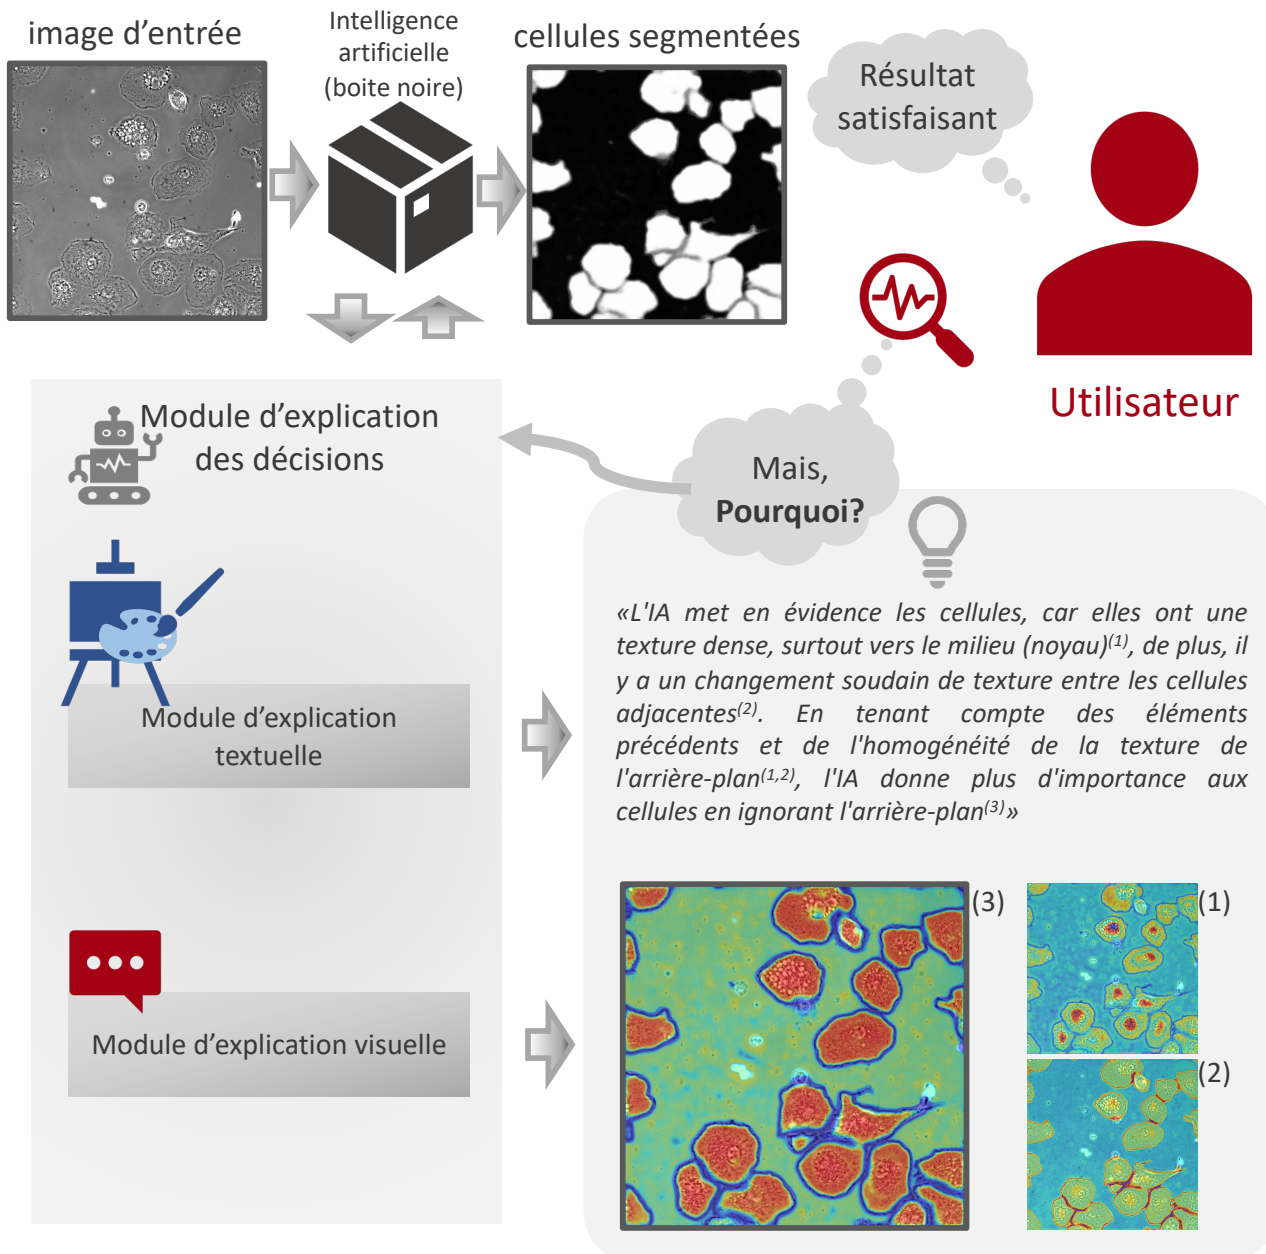 image d'entrée
Intelligence
artificielle
(boite noire)
cellules segmentées
Résultat
satisfaisant
Utilisateur
Module d'explication
des décisions
Mais,
Pourquoi?
«L'IA met en évidence les cellules, car elles ont une
texture dense, surtout vers le milieu (noyau)(1), de plus, il
y a un changement soudain de texture entre les cellules
adjacentes(2). En tenant compte des éléments
précédents et de l'homogénéité de la texture de
l'arrière-plan(1,2), l'IA donne plus d'importance aux
cellules en ignorant l'arrière-plan(3)»
Module d'explication
textuelle
Module d'explication visuelle
(3)
(1)
(2)